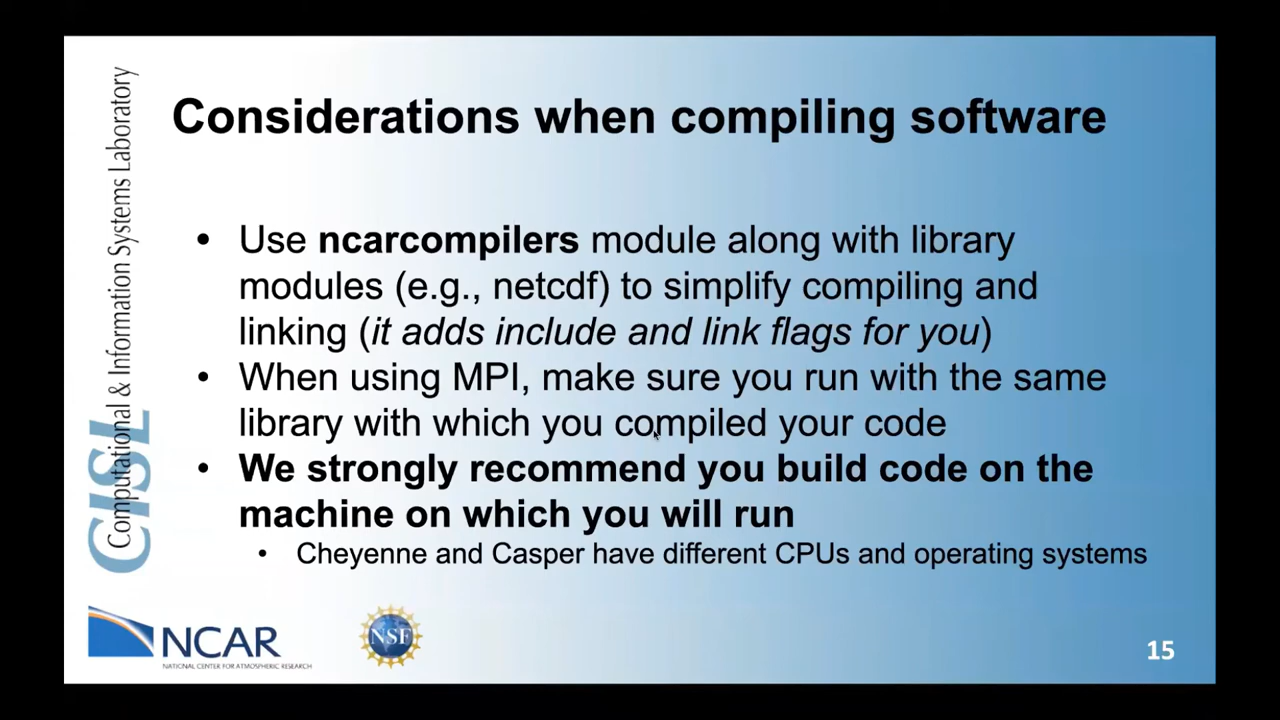 Considerations when compiling software
• Use ncarcompilers module along with library
modules (e.g., netcdf) to simplify compiling and
linking (it adds include and link flags for you)
• When using MPI, make sure you run with the same
library with which you compiled your code
• We strongly recommend you build code on the
machine on which you will run
• Cheyenne and Casper have different CPUs and operating systems
CISL
Computational & Information Systems Laboratory
NCAR
NATIONAL CENTER FOR ATMOSPHERIC RESEARCH
NSF
15